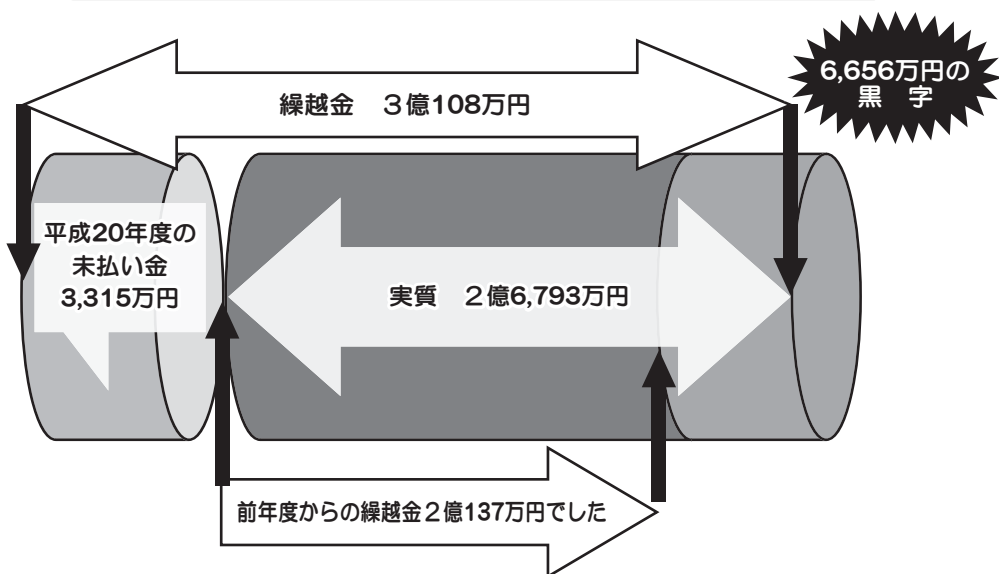 6,656万円の
黒　字
繰越金　３億108万円
平成20年度の
未払い金
3,315万円
実質　２億6,793万円
前年度からの繰越金２億137万円でした